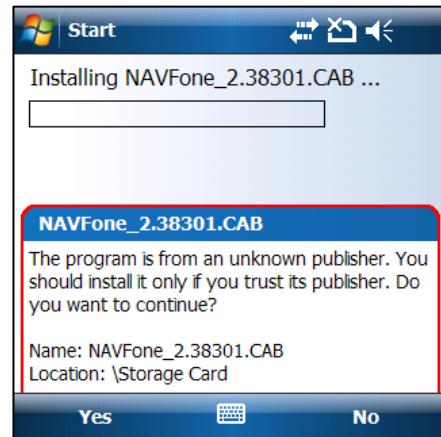 Start
Installing NAVFone_2.38301.CAB ...
NAVFone_2.38301.CAB
The program is from an unknown publisher. You
should install it only if you trust its publisher. Do
you want to continue?
Name: NAVFone_2.38301.CAB
Location: \Storage Card
Yes
No